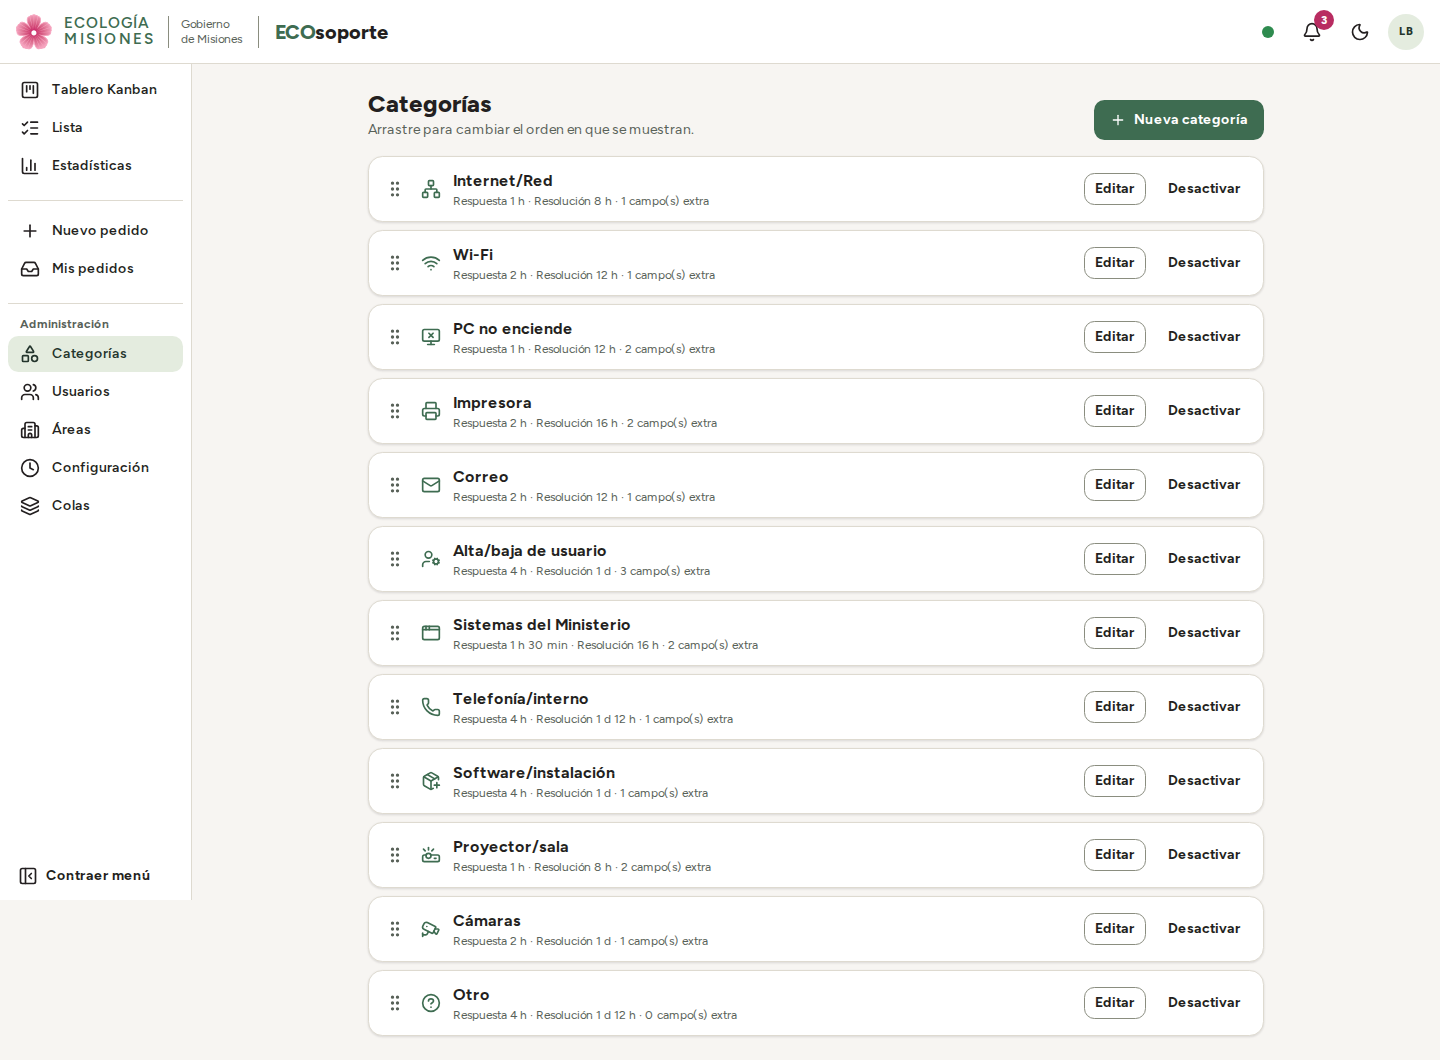 ECOLOGÍA
MISIONES
Gobierno
de Misiones
ECOsoporte
3
LB
Tablero Kanban
Lista
Estadísticas
Nuevo pedido
Mis pedidos
Administración
Categorías
Usuarios
Áreas
Configuración
Colas
Contraer menú
Categorías
Arrastre para cambiar el orden en que se muestran.
Nueva categoría
Internet/Red
Respuesta 1 h · Resolución 8 h · 1 campo(s) extra
Editar
Desactivar
Wi-Fi
Respuesta 2 h · Resolución 12 h · 1 campo(s) extra
Editar
Desactivar
PC no enciende
Respuesta 1 h · Resolución 12 h · 2 campo(s) extra
Editar
Desactivar
Impresora
Respuesta 2 h · Resolución 16 h · 2 campo(s) extra
Editar
Desactivar
Correo
Respuesta 2 h · Resolución 12 h · 1 campo(s) extra
Editar
Desactivar
Alta/baja de usuario
Respuesta 4 h · Resolución 1 d · 3 campo(s) extra
Editar
Desactivar
Sistemas del Ministerio
Respuesta 1 h 30 min · Resolución 16 h · 2 campo(s) extra
Editar
Desactivar
Telefonía/interno
Respuesta 4 h · Resolución 1 d 12 h · 1 campo(s) extra
Editar
Desactivar
Software/instalación
Respuesta 4 h · Resolución 1 d · 1 campo(s) extra
Editar
Desactivar
Proyector/sala
Respuesta 1 h · Resolución 8 h · 2 campo(s) extra
Editar
Desactivar
Cámaras
Respuesta 2 h · Resolución 1 d · 1 campo(s) extra
Editar
Desactivar
Otro
Respuesta 4 h · Resolución 1 d 12 h · 0 campo(s) extra
Editar
Desactivar